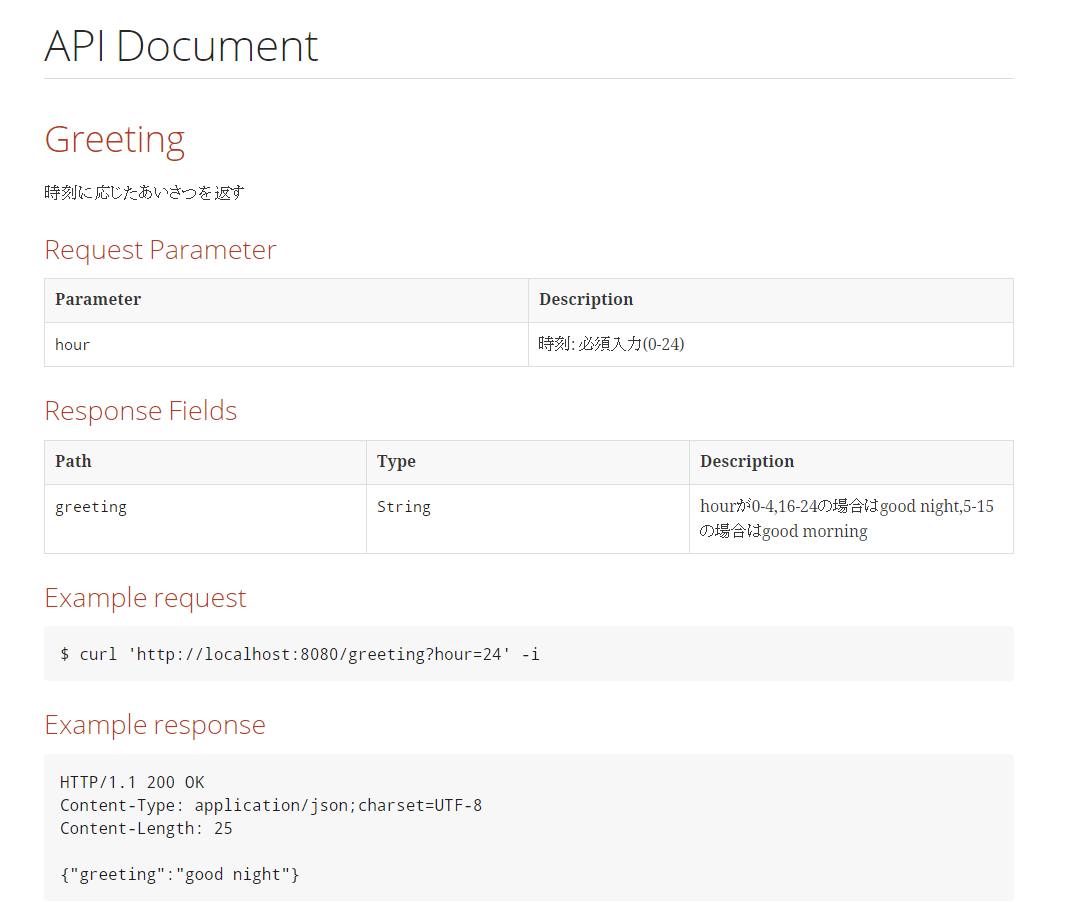 API Document
Greeting
時刻に応じたあいさつを返す
Request Parameter
Parameter Description
hour 時刻: 必須入力(0-24)
Response Fields
Path Type Description
greeting String hourが0-4,16-24の場合はgood night,5-15
の場合はgood morning
Example request
$ curl 'http://localhost:8080/greeting?hour=24' -i
Example response
HTTP/1.1 200 OK
Content-Type: application/json;charset=UTF-8
Content-Length: 25
{"greeting":"good night"}